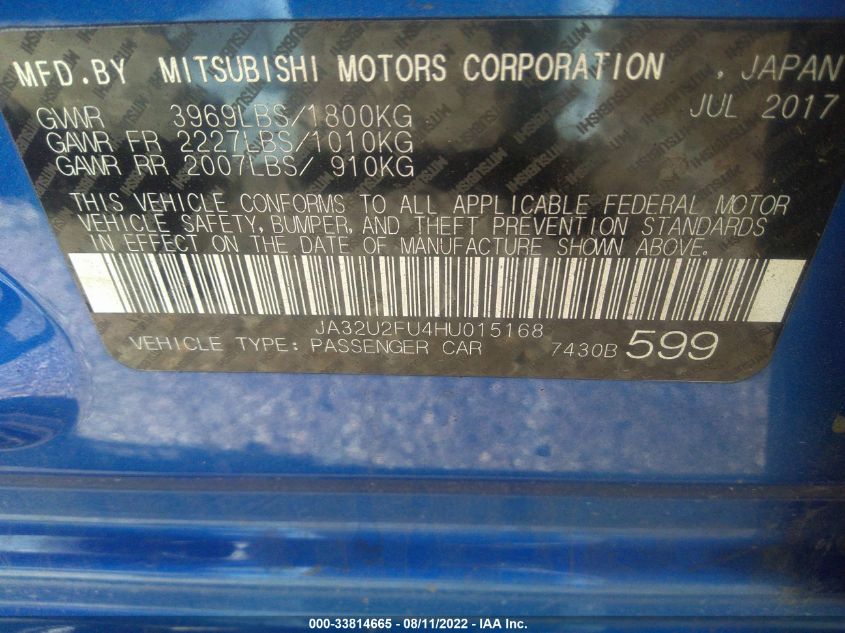 MFD.BY MITSUBISHI MOTORS CORPORATION , JAPAN
JUL 2017
GVWR 3969LBS/1800KG
GAWR FR 2227LBS/1010KG
GAWR RR 2007LBS/ 910KG
THIS VEHICLE CONFORMS TO ALL APPLICABLE FEDERAL MOTOR
VEHICLE SAFETY, BUMPER, AND THEFT PREVENTION STANDARDS
IN EFFECT ON THE DATE OF MANUFACTURE SHOWN ABOVE.
JA32U2FU4HU015168
VEHICLE TYPE: PASSENGER CAR 7430B 599
000-33814665 - 08/11/2022 - IAA Inc.